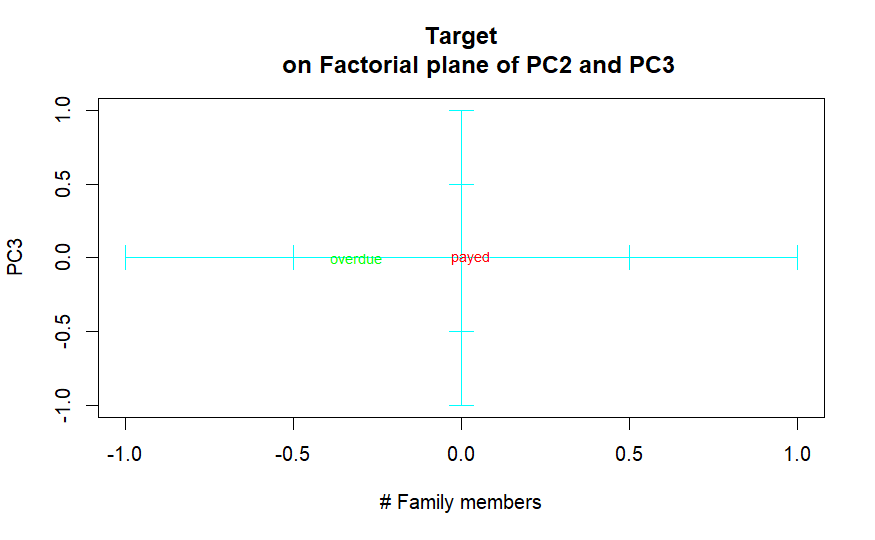 Target
on Factorial plane of PC2 and PC3
1.0
0.5
0.0
-0.5
-1.0
PC3
overdue
payed
-1.0
-0.5
0.0
0.5
1.0
# Family members